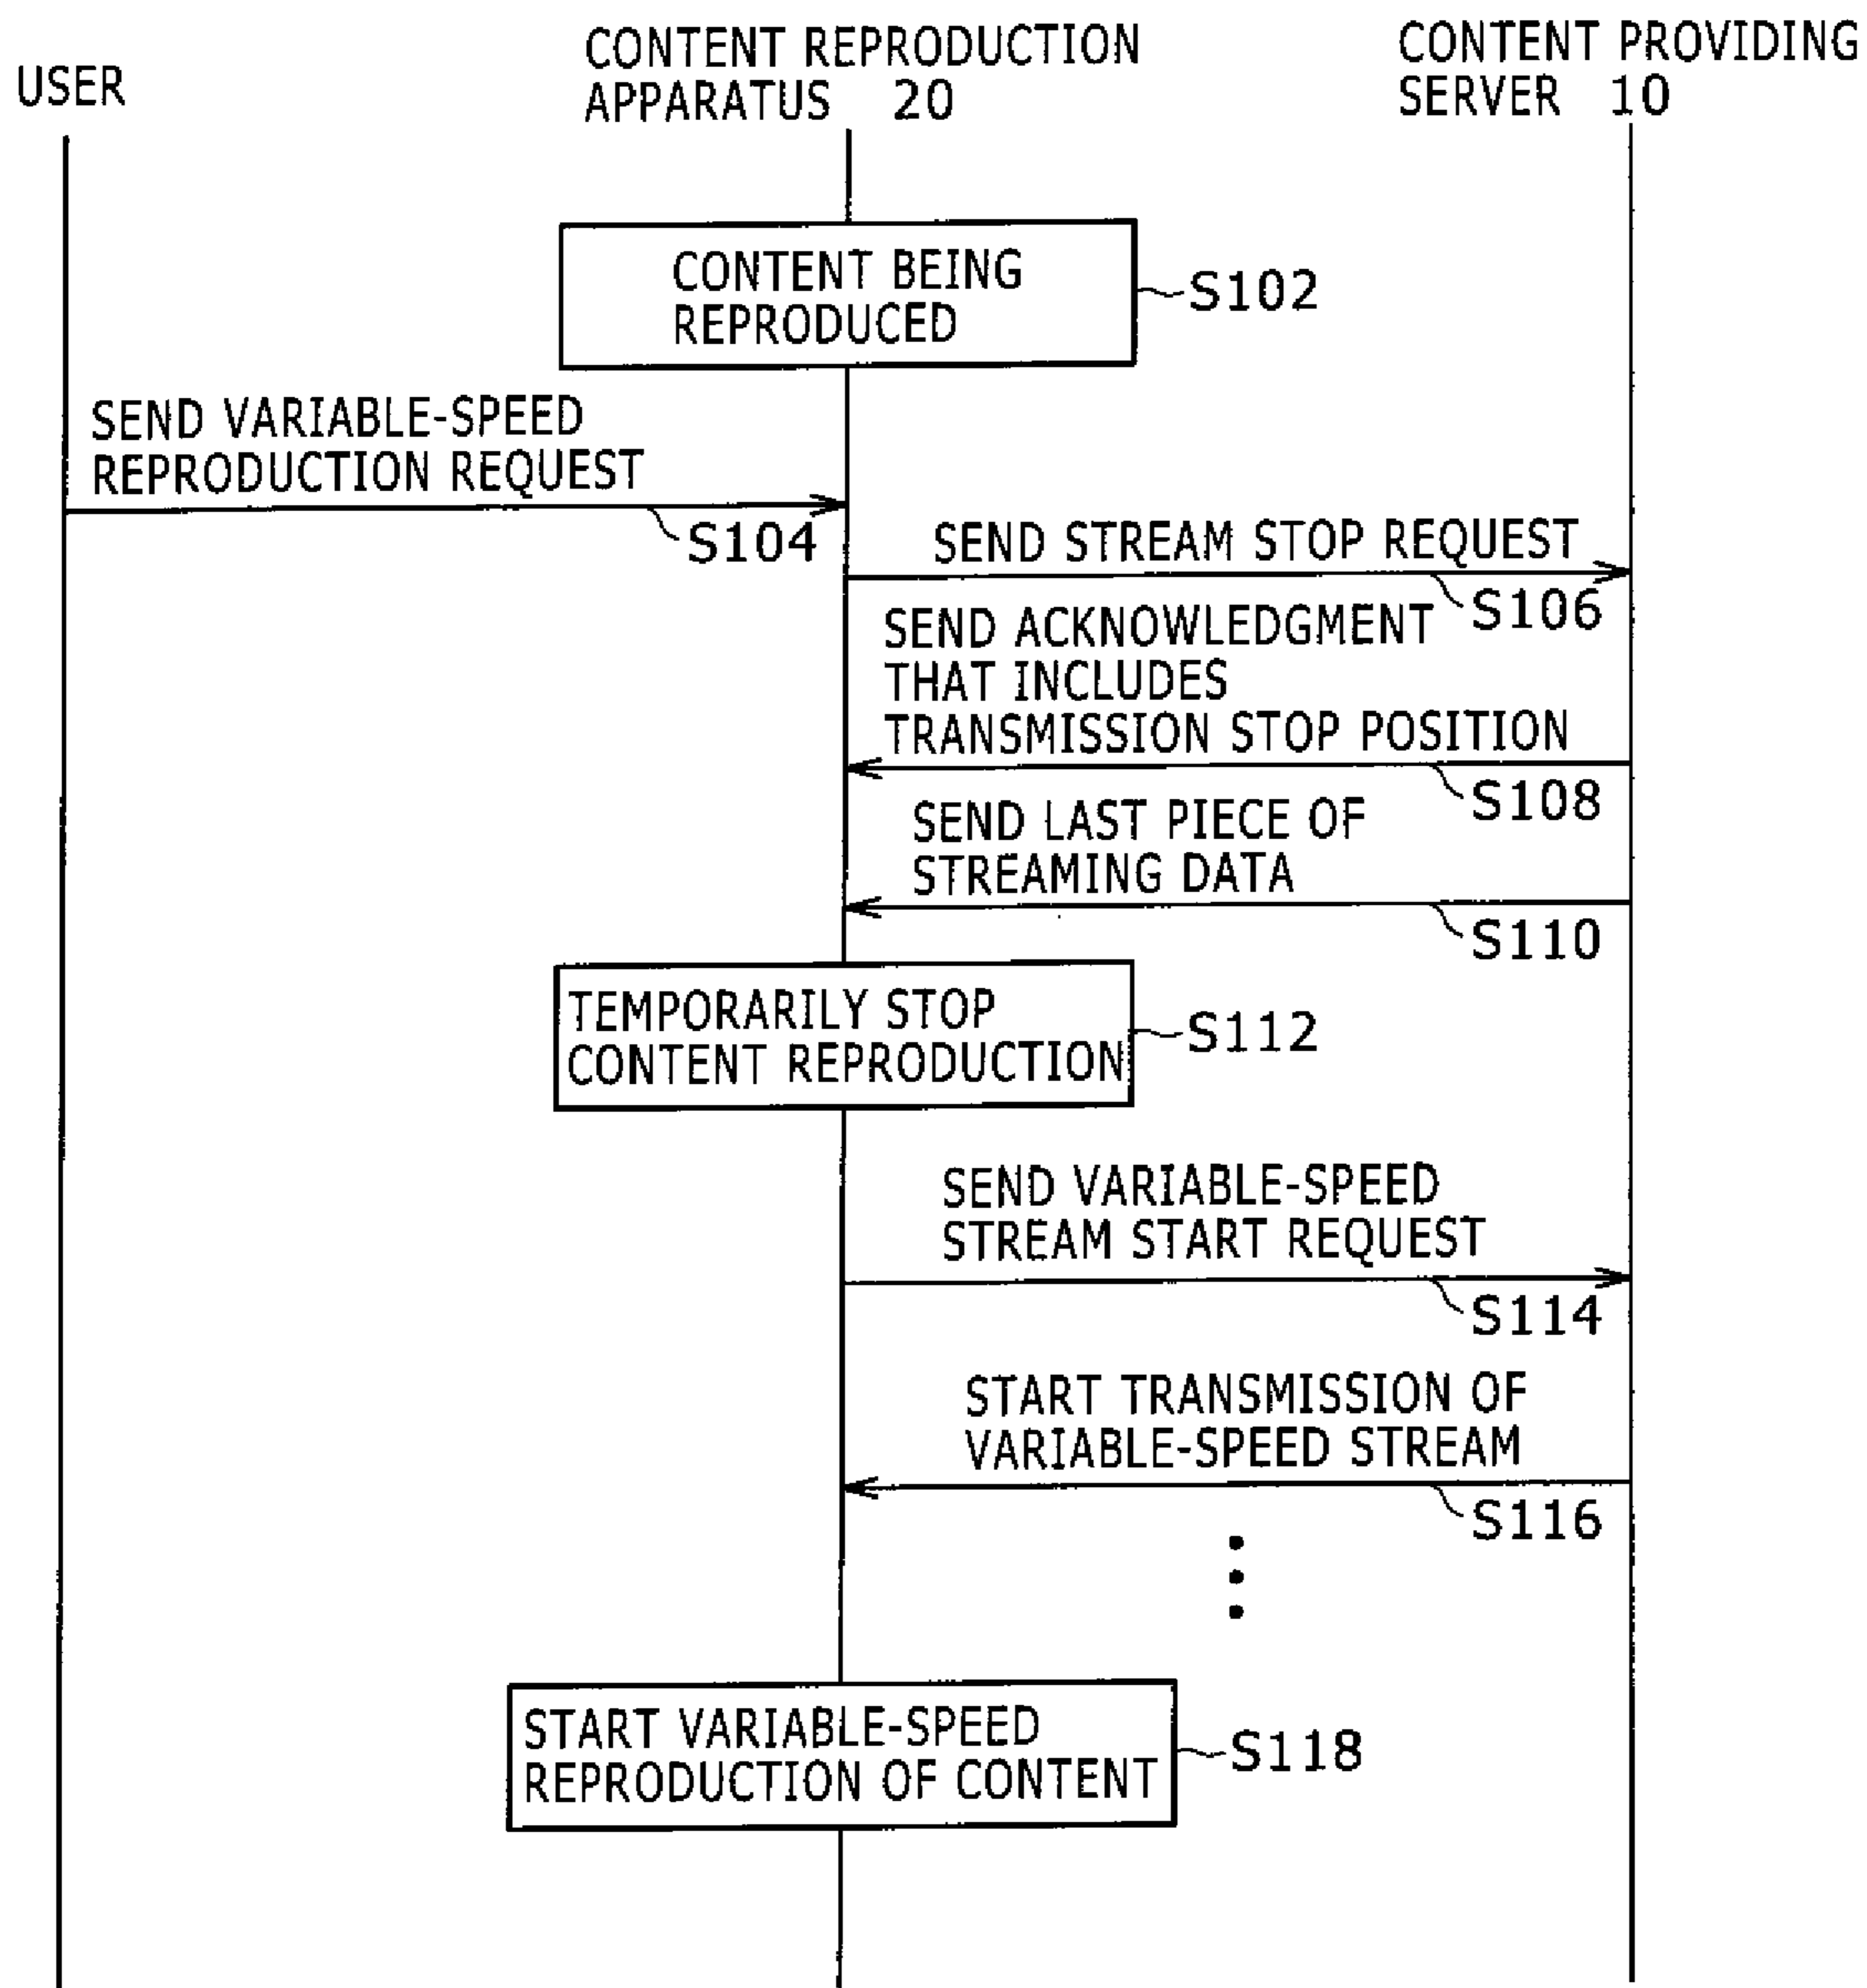 USER
CONTENT REPRODUCTION
APPARATUS 20
CONTENT PROVIDING
SERVER 10
CONTENT BEING
REPRODUCED
S102
SEND VARIABLE-SPEED
REPRODUCTION REQUEST
S104
SEND STREAM STOP REQUEST
S106
SEND ACKNOWLEDGMENT
THAT INCLUDES
TRANSMISSION STOP POSITION
S108
SEND LAST PIECE OF
STREAMING DATA
S110
TEMPORARILY STOP
CONTENT REPRODUCTION
S112
SEND VARIABLE-SPEED
STREAM START REQUEST
S114
START TRANSMISSION OF
VARIABLE-SPEED STREAM
S116
START VARIABLE-SPEED
REPRODUCTION OF CONTENT
S118